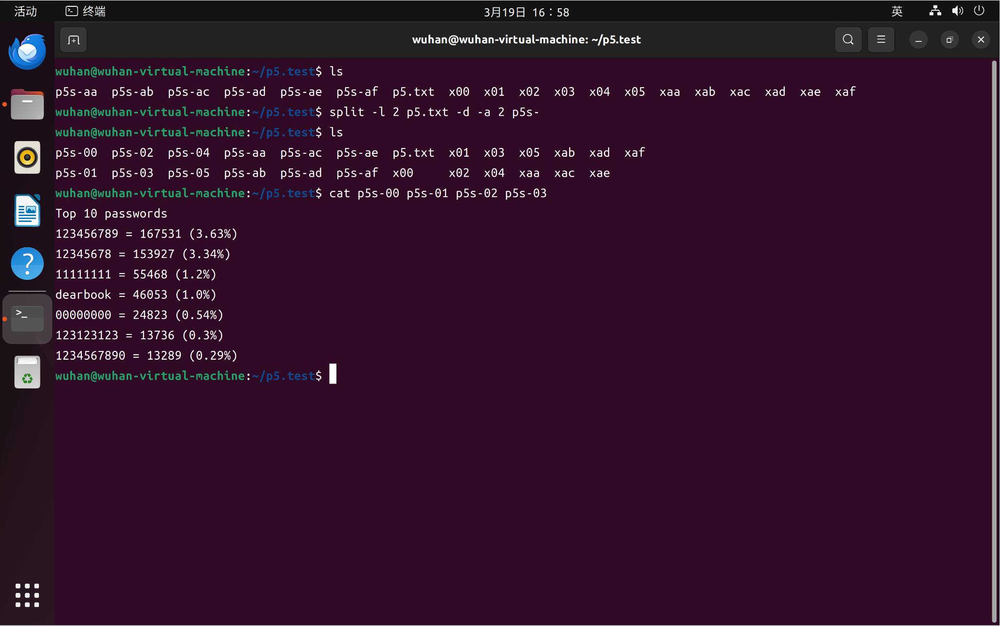 活动 终端 3月19日 16：58 英
wuhan@wuhan-virtual-machine: ~/p5.test
wuhan@wuhan-virtual-machine:~/p5.test$ ls
p5s-aa p5s-ab p5s-ac p5s-ad p5s-ae p5s-af p5.txt x00 x01 x02 x03 x04 x05 xaa xab xac xad xae xaf
wuhan@wuhan-virtual-machine:~/p5.test$ split -l 2 p5.txt -d -a 2 p5s-
wuhan@wuhan-virtual-machine:~/p5.test$ ls
p5s-00 p5s-02 p5s-04 p5s-aa p5s-ac p5s-ae p5.txt x01 x03 x05 xab xad xaf
p5s-01 p5s-03 p5s-05 p5s-ab p5s-ad p5s-af x00 x02 x04 xaa xac xae
wuhan@wuhan-virtual-machine:~/p5.test$ cat p5s-00 p5s-01 p5s-02 p5s-03
Top 10 passwords
123456789 = 167531 (3.63%)
12345678 = 153927 (3.34%)
11111111 = 55468 (1.2%)
dearbook = 46053 (1.0%)
00000000 = 24823 (0.54%)
123123123 = 13736 (0.3%)
1234567890 = 13289 (0.29%)
wuhan@wuhan-virtual-machine:~/p5.test$